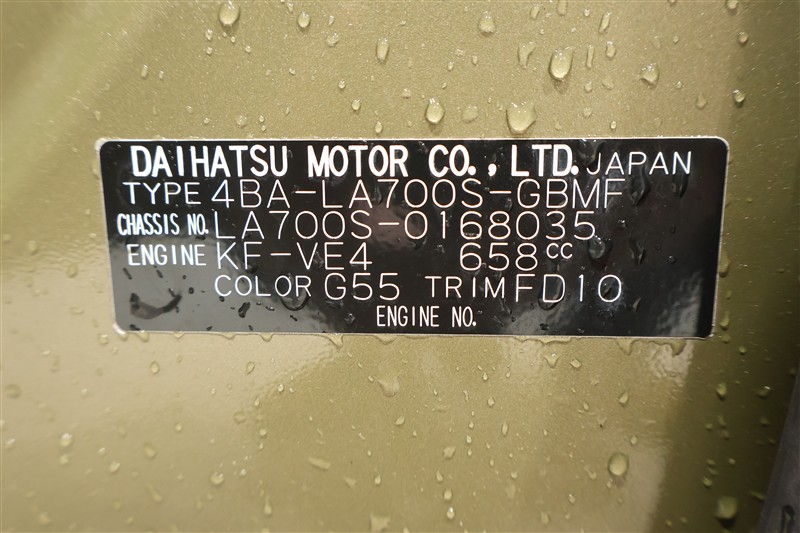 DAIHATSU MOTOR CO., LTD. JAPAN
TYPE 4BA-LA700S-GBMF
CHASSIS NO. LA700S-0168035
ENGINE KF-VE4 658cc
COLOR G55 TRIM FD10
ENGINE NO.